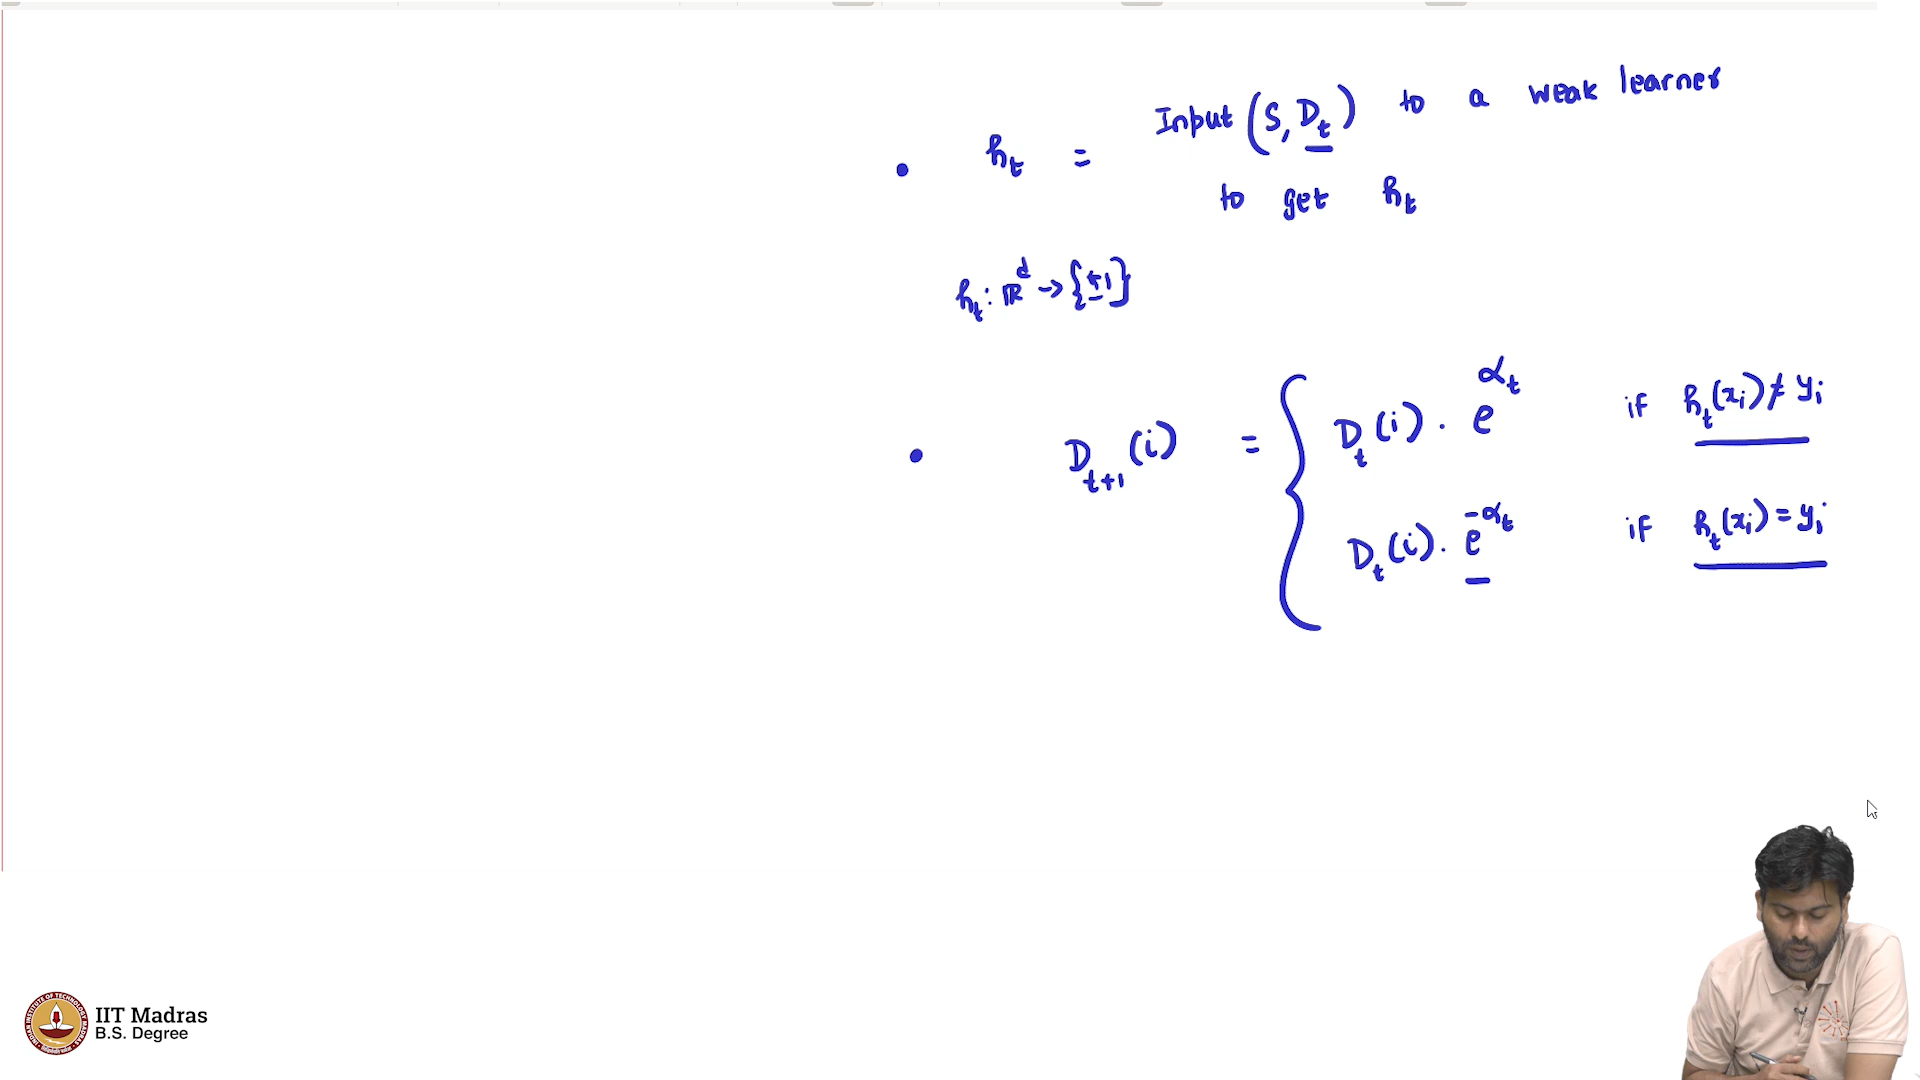 • h_t = Input (S, D_t) to a weak learner
to get h_t
h_t : ℝ^d → {±1}
• D_{t+1}(i) = { D_t(i) · e^{α_t} if h_t(x_i) ≠ y_i
D_t(i) · e^{-α_t} if h_t(x_i) = y_i
IIT Madras
B.S. Degree